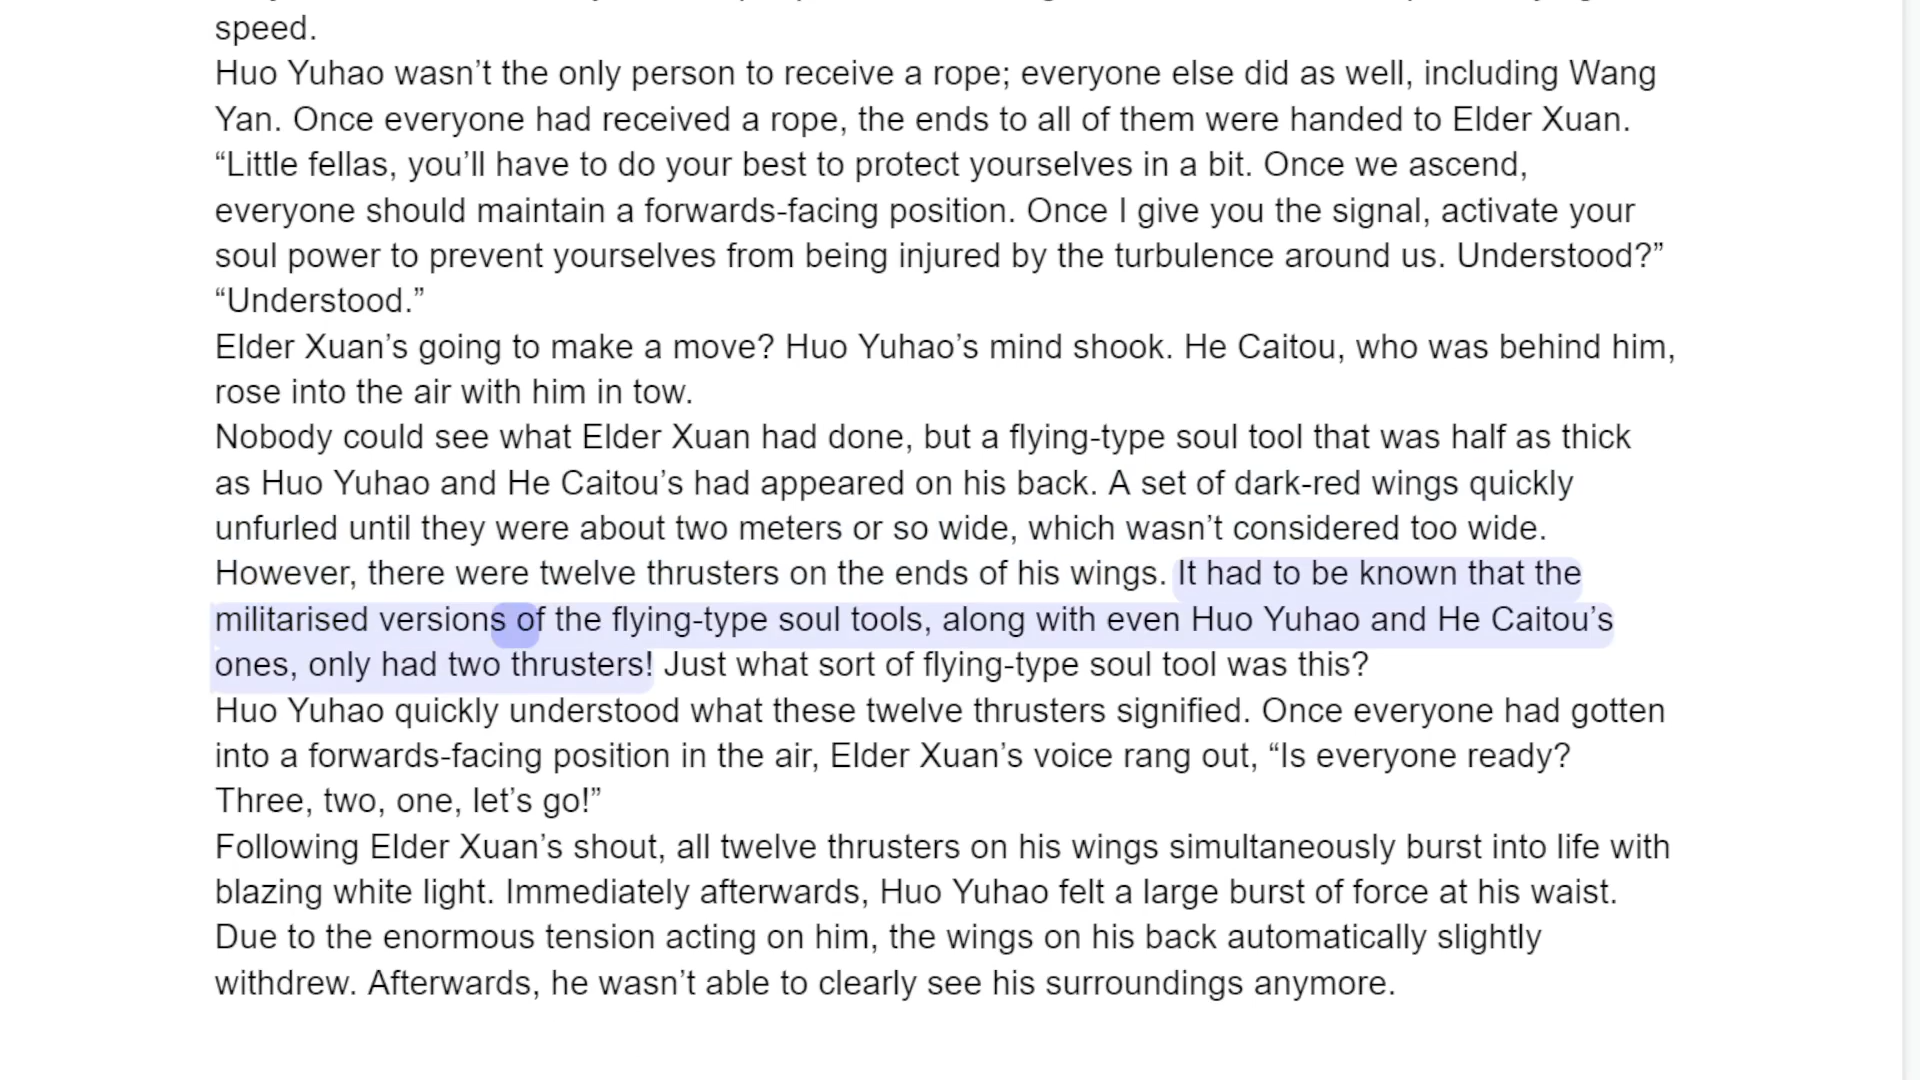 speed.
Huo Yuhao wasn’t the only person to receive a rope; everyone else did as well, including Wang
Yan. Once everyone had received a rope, the ends to all of them were handed to Elder Xuan.
“Little fellas, you’ll have to do your best to protect yourselves in a bit. Once we ascend,
everyone should maintain a forwards-facing position. Once I give you the signal, activate your
soul power to prevent yourselves from being injured by the turbulence around us. Understood?”
“Understood.”
Elder Xuan’s going to make a move? Huo Yuhao’s mind shook. He Caitou, who was behind him,
rose into the air with him in tow.
Nobody could see what Elder Xuan had done, but a flying-type soul tool that was half as thick
as Huo Yuhao and He Caitou’s had appeared on his back. A set of dark-red wings quickly
unfurled until they were about two meters or so wide, which wasn’t considered too wide.
However, there were twelve thrusters on the ends of his wings. It had to be known that the
militarised versions of the flying-type soul tools, along with even Huo Yuhao and He Caitou’s
ones, only had two thrusters! Just what sort of flying-type soul tool was this?
Huo Yuhao quickly understood what these twelve thrusters signified. Once everyone had gotten
into a forwards-facing position in the air, Elder Xuan’s voice rang out, “Is everyone ready?
Three, two, one, let’s go!”
Following Elder Xuan’s shout, all twelve thrusters on his wings simultaneously burst into life with
blazing white light. Immediately afterwards, Huo Yuhao felt a large burst of force at his waist.
Due to the enormous tension acting on him, the wings on his back automatically slightly
withdrew. Afterwards, he wasn’t able to clearly see his surroundings anymore.